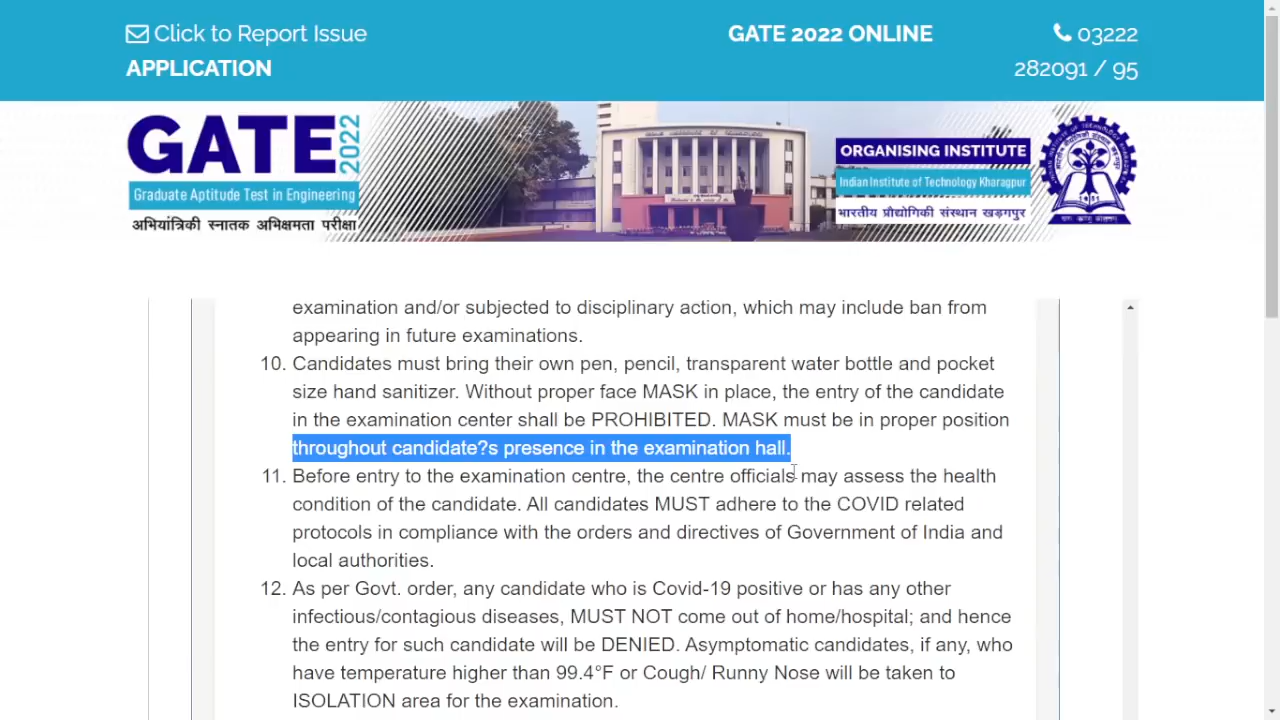 Click to Report Issue
GATE 2022 ONLINE
03222
APPLICATION
282091 / 95
GATE 2022
Graduate Aptitude Test in Engineering
अभियांत्रिकी स्नातक अभिक्षमता परीक्षा
ORGANISING INSTITUTE
Indian Institute of Technology Kharagpur
भारतीय प्रौद्योगिकी संस्थान खड़गपुर
examination and/or subjected to disciplinary action, which may include ban from
appearing in future examinations.
10. Candidates must bring their own pen, pencil, transparent water bottle and pocket
size hand sanitizer. Without proper face MASK in place, the entry of the candidate
in the examination center shall be PROHIBITED. MASK must be in proper position
throughout candidate?s presence in the examination hall.
11. Before entry to the examination centre, the centre officials may assess the health
condition of the candidate. All candidates MUST adhere to the COVID related
protocols in compliance with the orders and directives of Government of India and
local authorities.
12. As per Govt. order, any candidate who is Covid-19 positive or has any other
infectious/contagious diseases, MUST NOT come out of home/hospital; and hence
the entry for such candidate will be DENIED. Asymptomatic candidates, if any, who
have temperature higher than 99.4°F or Cough/ Runny Nose will be taken to
ISOLATION area for the examination.